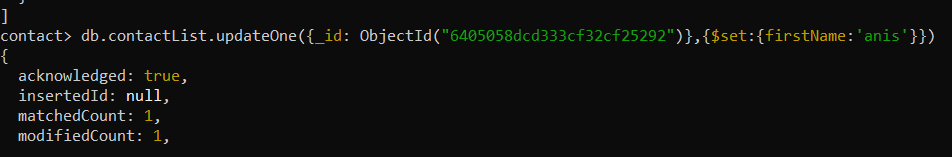 ]
contact> db.contactList.updateOne({_id: ObjectId("6405058dcd333cf32cf25292")},{$set:{firstName:'anis'}})
{
  acknowledged: true,
  insertedId: null,
  matchedCount: 1,
  modifiedCount: 1,